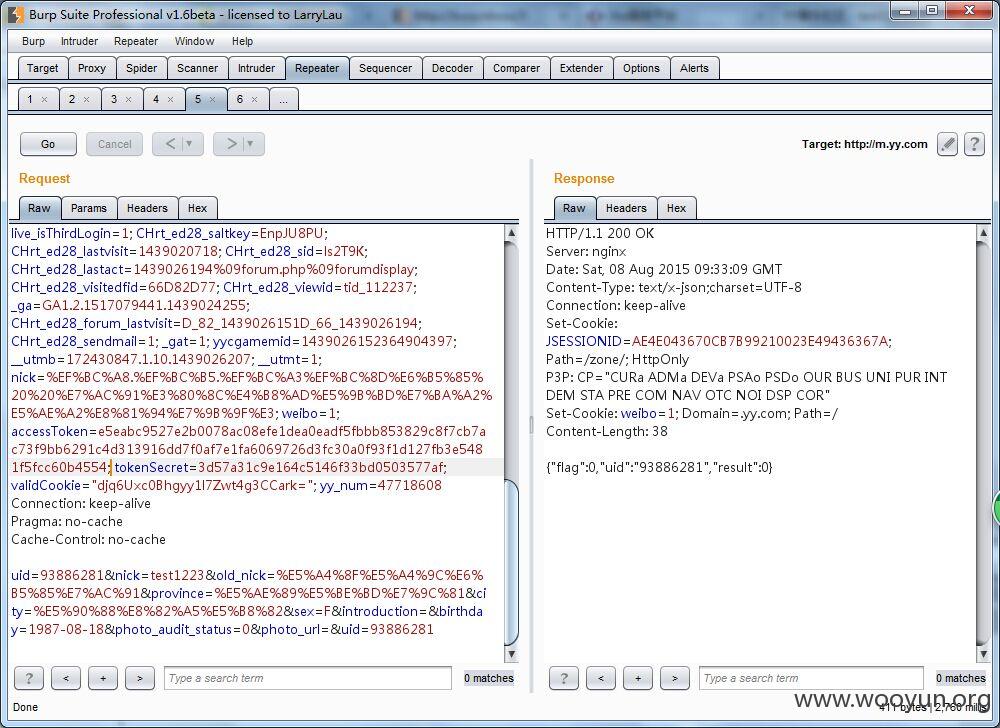 Burp Suite Professional v1.6beta - licensed to LarryLau
Burp Intruder Repeater Window Help
Target Proxy Spider Scanner Intruder Repeater Sequencer Decoder Comparer Extender Options Alerts
1 × 2 × 3 × 4 × 5 × 6 × ...
Go Cancel < > Target: http://m.yy.com ?
Request
Raw Params Headers Hex
live_isThirdLogin=1; CHrt_ed28_saltkey=EnpJU8PU;
CHrt_ed28_lastvisit=1439020718; CHrt_ed28_sid=Is2T9K;
CHrt_ed28_lastact=1439026194%09forum.php%09forumdisplay;
CHrt_ed28_visitedfid=66D82D77; CHrt_ed28_viewid=tid_112237;
_ga=GA1.2.1517079441.1439024255;
CHrt_ed28_forum_lastvisit=D_82_1439026151D_66_1439026194;
CHrt_ed28_sendmail=1; _gat=1; yycgamemid=1439026152364904397;
__utmb=172430847.1.10.1439026207; __utmt=1;
nick=%EF%BC%A8.%EF%BC%B5.%EF%BC%A3%EF%BC%8D%E6%B5%85%
20%20%E7%AC%91%E3%80%8C%E4%B8%AD%E5%9B%BD%E7%BA%A2%
E5%AE%A2%E8%81%94%E7%9B%9F%E3; weibo=1;
accessToken=e5eabc9527e2b0078ac08efe1dea0eadf5fbbb853829c8f7cb7a
c73f9bb6291c4d313916dd7f0af7e1fa6069726d3fc30a0f93f1d127fb3e548
1f5fcc60b4554; tokenSecret=3d57a31c9e164c5146f33bd0503577af;
validCookie="djq6Uxc0Bhgyy1l7Zwt4g3CCark="; yy_num=47718608
Connection: keep-alive
Pragma: no-cache
Cache-Control: no-cache
uid=93886281&nick=test1223&old_nick=%E5%A4%8F%E5%A4%9C%E6%
B5%85%E7%AC%91&province=%E5%AE%89%E5%BE%BD%E7%9C%81&ci
ty=%E5%90%88%E8%82%A5%E5%B8%82&sex=F&introduction=&birthda
y=1987-08-18&photo_audit_status=0&photo_url=&uid=93886281
? < + > Type a search term 0 matches
Response
Raw Headers Hex
HTTP/1.1 200 OK
Server: nginx
Date: Sat, 08 Aug 2015 09:33:09 GMT
Content-Type: text/x-json;charset=UTF-8
Connection: keep-alive
Set-Cookie:
JSESSIONID=AE4E043670CB7B99210023E49436367A;
Path=/zone/; HttpOnly
P3P: CP="CURa ADMa DEVa PSAo PSDo OUR BUS UNI PUR INT
DEM STA PRE COM NAV OTC NOI DSP COR"
Set-Cookie: weibo=1; Domain=.yy.com; Path=/
Content-Length: 38
{"flag":0,"uid":"93886281","result":0}
? < + > Type a search term 0 matches
Done
www.wooyun.org